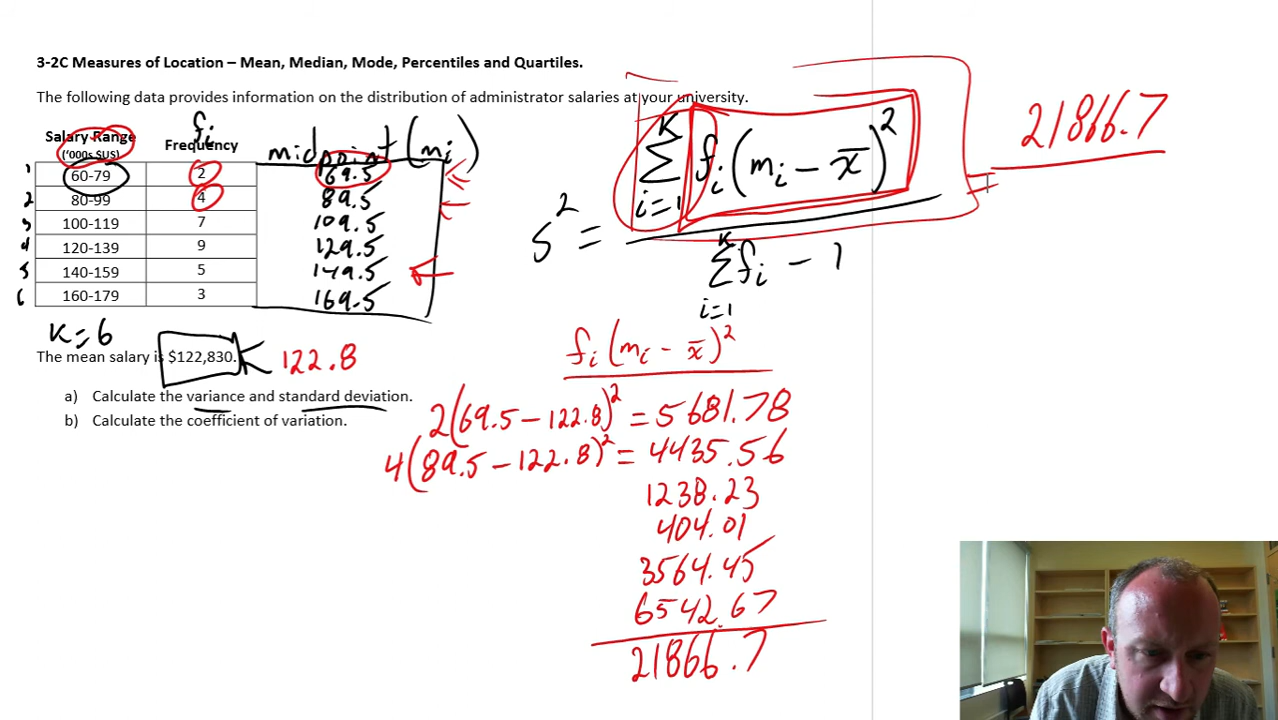 3-2C Measures of Location – Mean, Median, Mode, Percentiles and Quartiles.
The following data provides information on the distribution of administrator salaries at your university.
Salary Range ('000s $US) Frequency fi midpoint (mi)
1 60-79 2 69.5
2 80-99 4 89.5
3 100-119 7 109.5
4 120-139 9 129.5
5 140-159 5 149.5
6 160-179 3 169.5
K=6
The mean salary is $122,830. 122.8
a) Calculate the variance and standard deviation.
b) Calculate the coefficient of variation.
s² = K Σ i=1 fi (mi − x̄)² = 21866.7
K Σ i=1 fi − 1
fi (mi − x̄)²
2(69.5 − 122.8)² = 5681.78
4(89.5 − 122.8)² = 4435.56
1238.23
404.01
3564.45
6542.67
21866.7